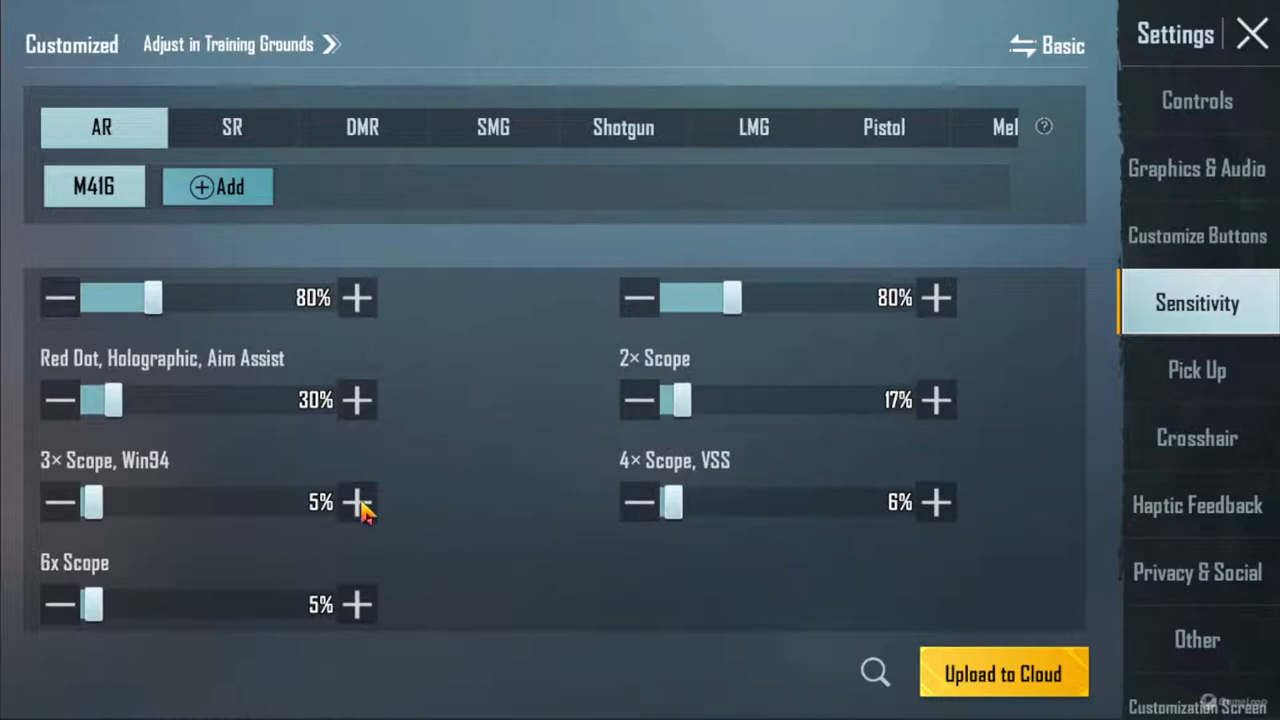 Customized
Adjust in Training Grounds
Basic
AR
SR
DMR
SMG
Shotgun
LMG
Pistol
Mel
?
M416
Add
80%
80%
Red Dot, Holographic, Aim Assist
2× Scope
30%
17%
3× Scope, Win94
4× Scope, VSS
5%
6%
6x Scope
5%
Upload to Cloud
Settings
Controls
Graphics & Audio
Customize Buttons
Sensitivity
Pick Up
Crosshair
Haptic Feedback
Privacy & Social
Other
Customization Screen